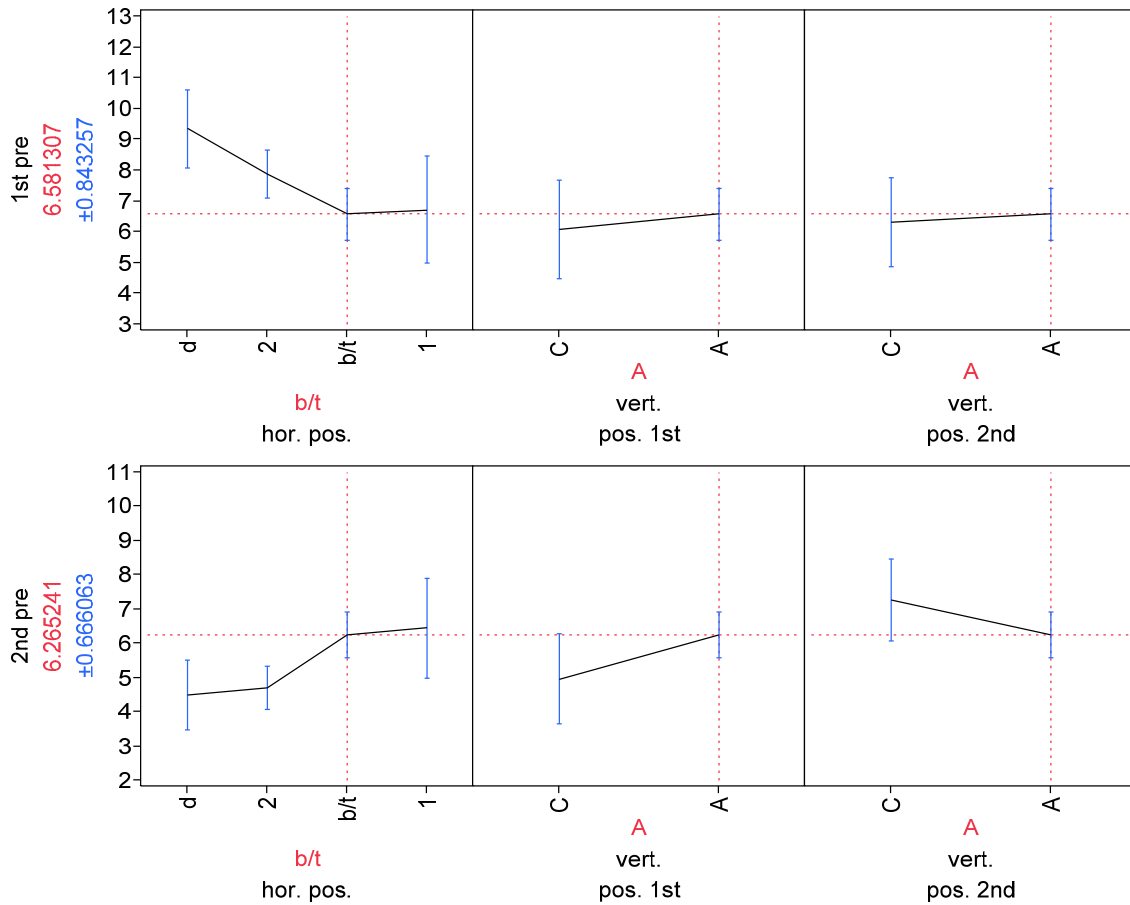 13
12
11
10
9
8
7
6
5
4
3
1st pre
6.581307
±0.843257
d
2
b/t
1
C
A
C
A
b/t
hor. pos.
A
vert.
pos. 1st
A
vert.
pos. 2nd
11
10
9
8
7
6
5
4
3
2
2nd pre
6.265241
±0.666063
d
2
b/t
1
C
A
C
A
b/t
hor. pos.
A
vert.
pos. 1st
A
vert.
pos. 2nd